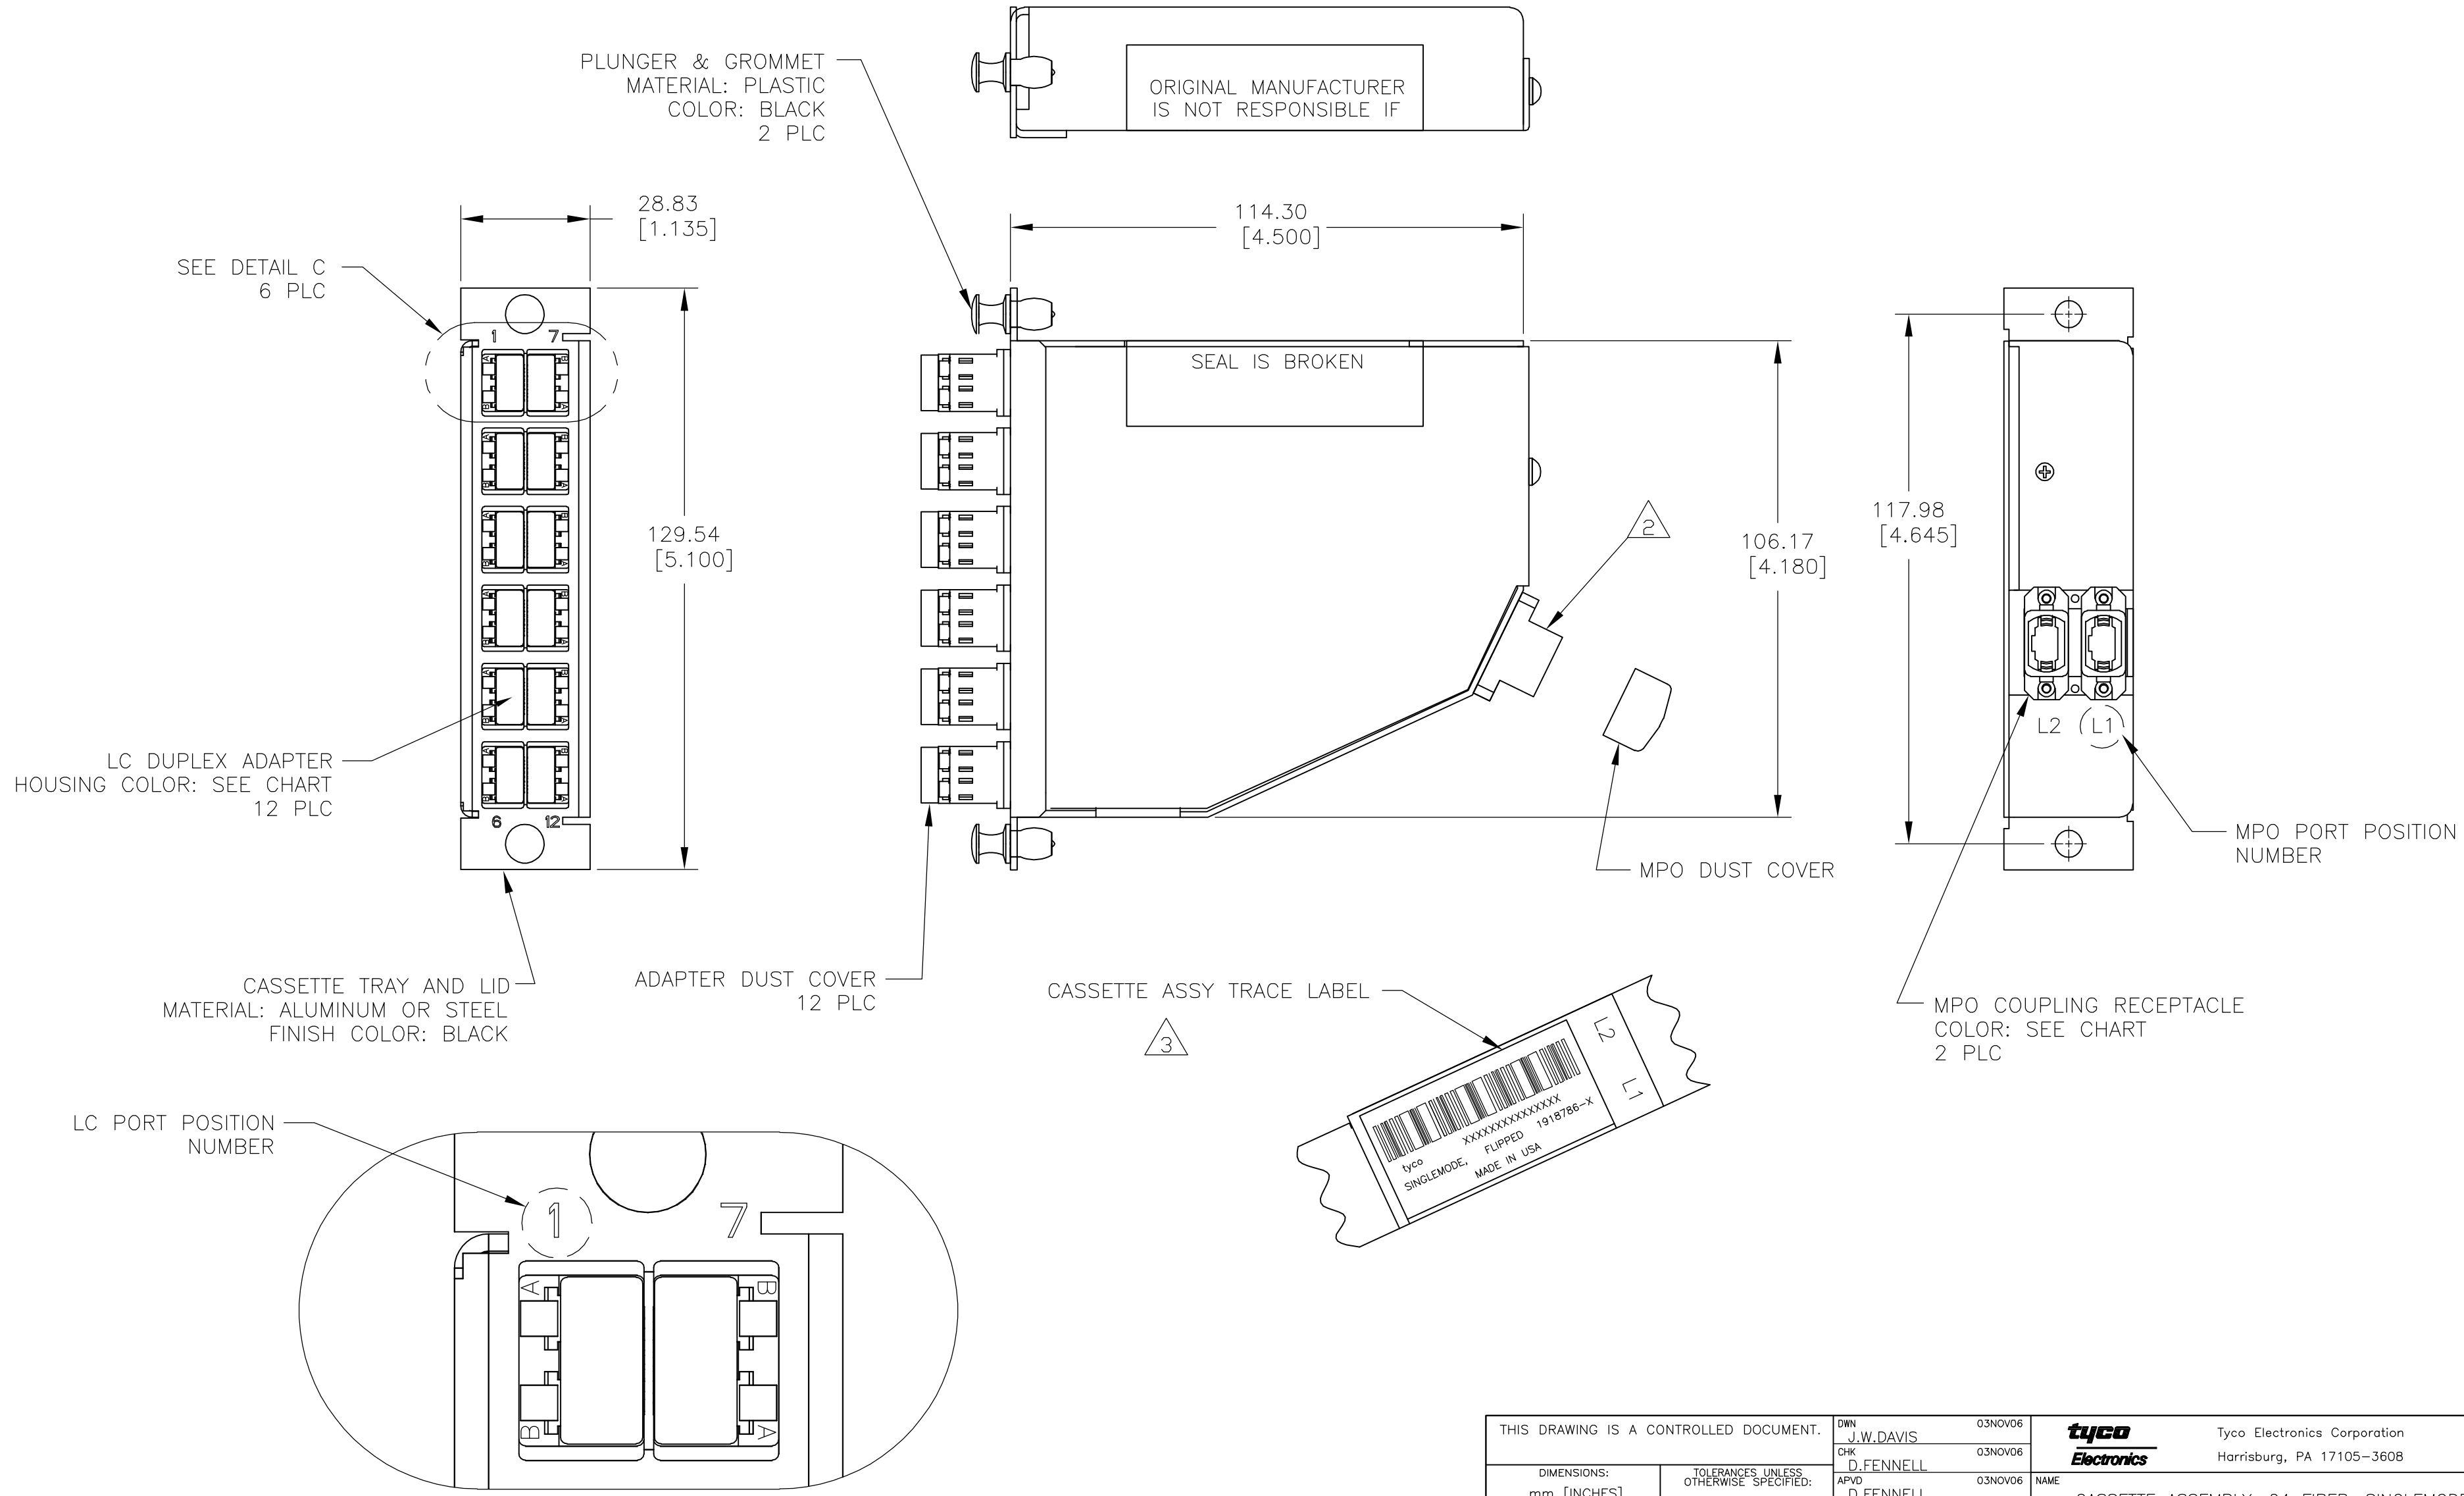 PLUNGER & GROMMET
MATERIAL: PLASTIC
COLOR: BLACK
2 PLC
ORIGINAL MANUFACTURER
IS NOT RESPONSIBLE IF
28.83
[1.135]
114.30
[4.500]
SEE DETAIL C
6 PLC
1 7
A B
B A
A B
B A
A B
B A
A B
B A
A B
B A
A B
B A
6 12
SEAL IS BROKEN
129.54
[5.100]
2
106.17
[4.180]
117.98
[4.645]
L2 L1
LC DUPLEX ADAPTER
HOUSING COLOR: SEE CHART
12 PLC
MPO PORT POSITION
NUMBER
MPO DUST COVER
CASSETTE TRAY AND LID
MATERIAL: ALUMINUM OR STEEL
FINISH COLOR: BLACK
ADAPTER DUST COVER
12 PLC
CASSETTE ASSY TRACE LABEL
3
MPO COUPLING RECEPTACLE
COLOR: SEE CHART
2 PLC
L2
L1
XXXXXXXXXXXXXXX
tyco
SINGLEMODE, FLIPPED 1918786-X
MADE IN USA
LC PORT POSITION
NUMBER
1 7
A B
B A
THIS DRAWING IS A CONTROLLED DOCUMENT.
DWN 03NOV06
J.W.DAVIS
CHK 03NOV06
D.FENNELL
tyco
Electronics
Tyco Electronics Corporation
Harrisburg, PA 17105-3608
DIMENSIONS:
mm [INCHES]
TOLERANCES UNLESS
OTHERWISE SPECIFIED:
APVD 03NOV06
D.FENNELL
NAME
CASSETTE ASSEMBLY, 24 FIBER, SINGLEMODE